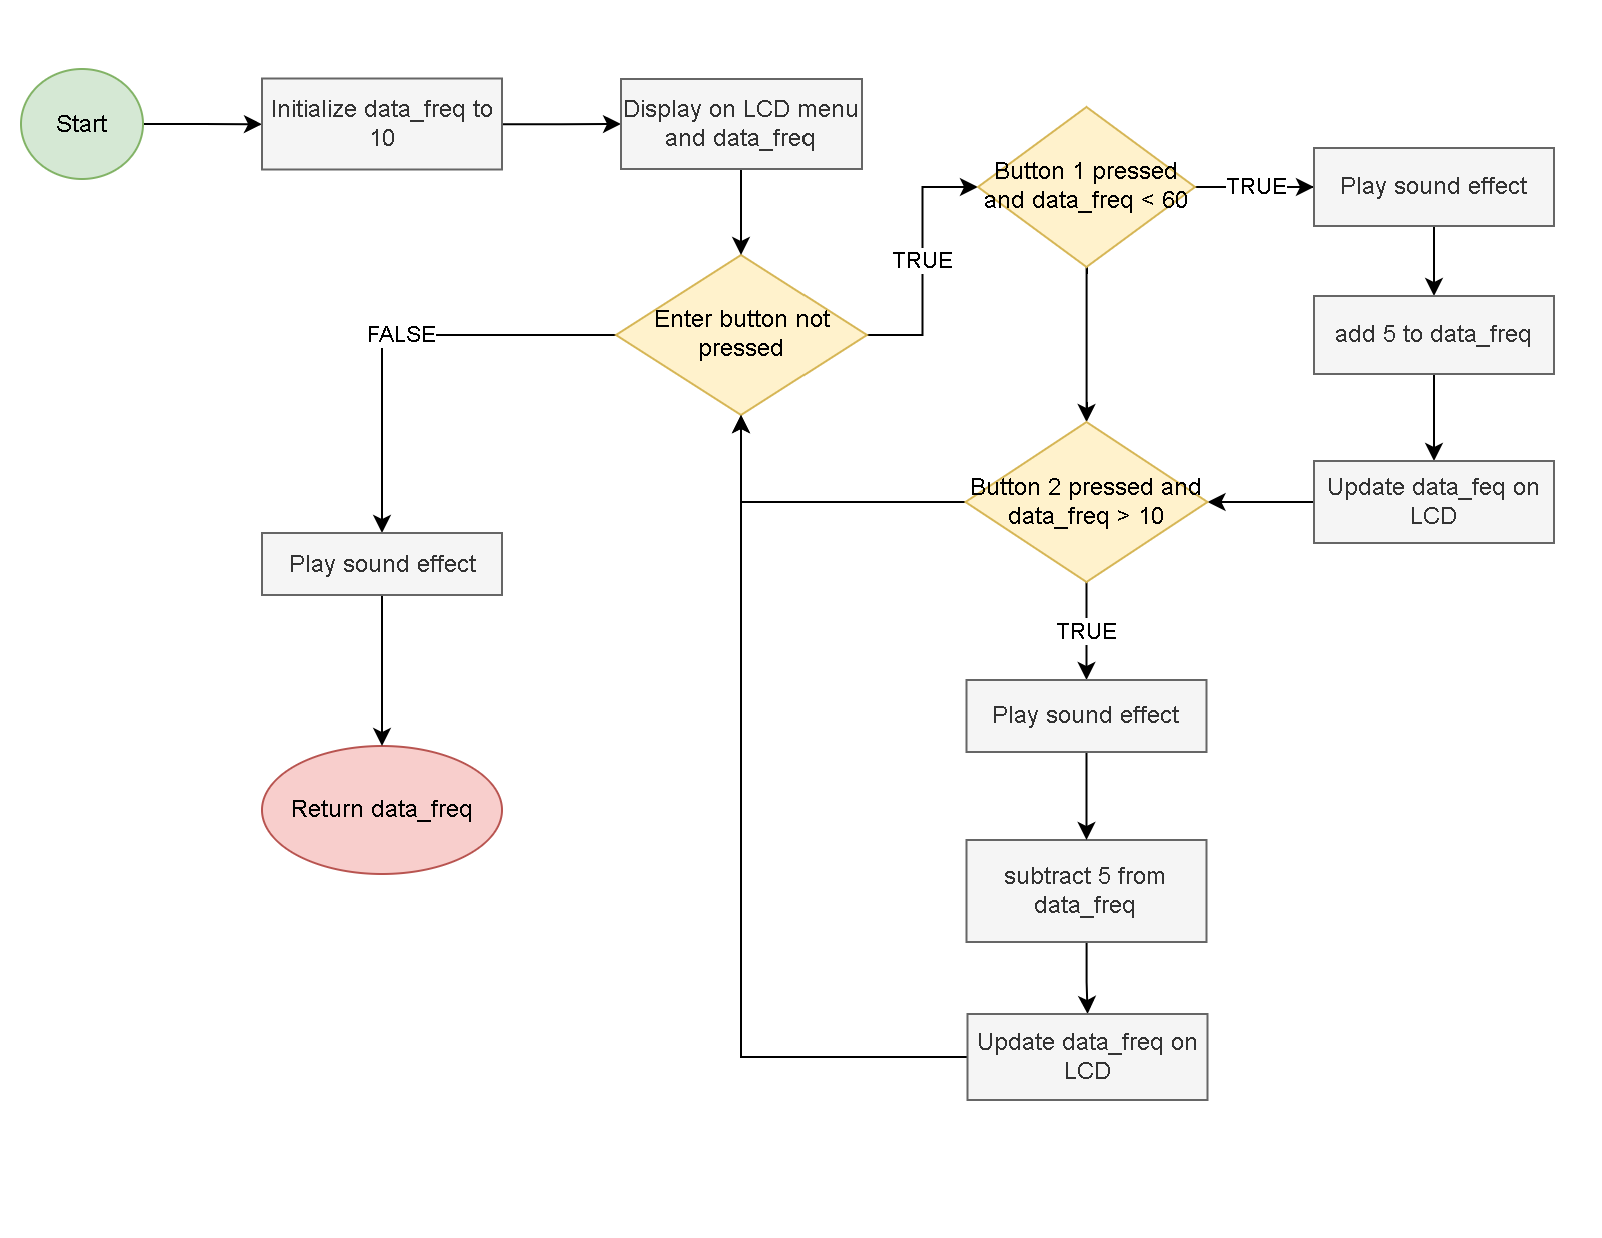 Start
Initialize data_freq to
10
Display on LCD menu
and data_freq
Button 1 pressed
and data_freq < 60
TRUE
Play sound effect
TRUE
Enter button not
pressed
FALSE
add 5 to data_freq
Button 2 pressed and
data_freq > 10
Update data_feq on
LCD
Play sound effect
TRUE
Play sound effect
Return data_freq
subtract 5 from
data_freq
Update data_freq on
LCD